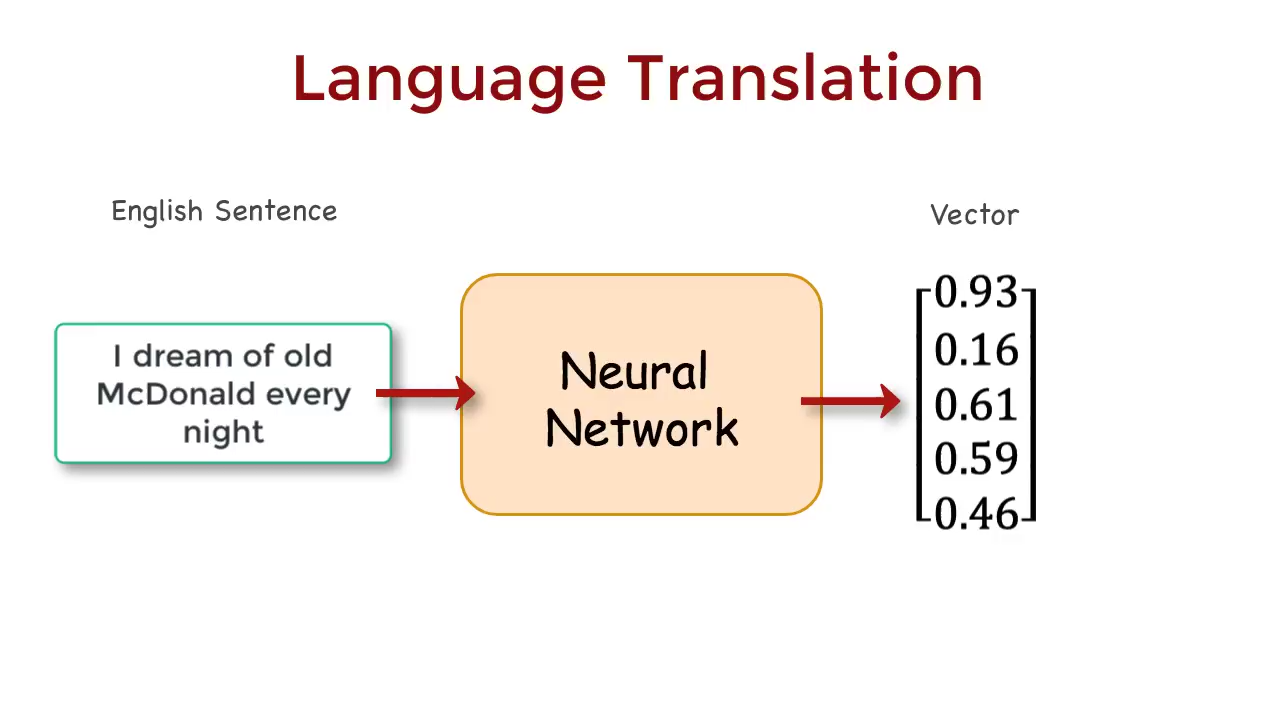 Language Translation
English Sentence
Vector
I dream of old
McDonald every
night
Neural
Network
0.93
0.16
0.61
0.59
0.46